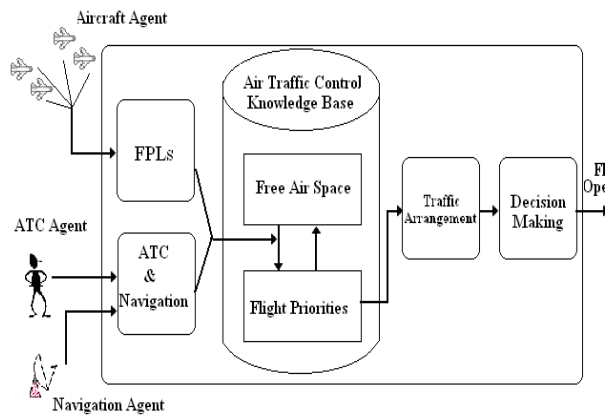 Aircraft Agent
Air Traffic Control
Knowledge Base
FPLs
Free Air Space
Traffic
Arrangement
Decision
Making
ATC Agent
ATC
&
Navigation
Flight Priorities
Navigation Agent